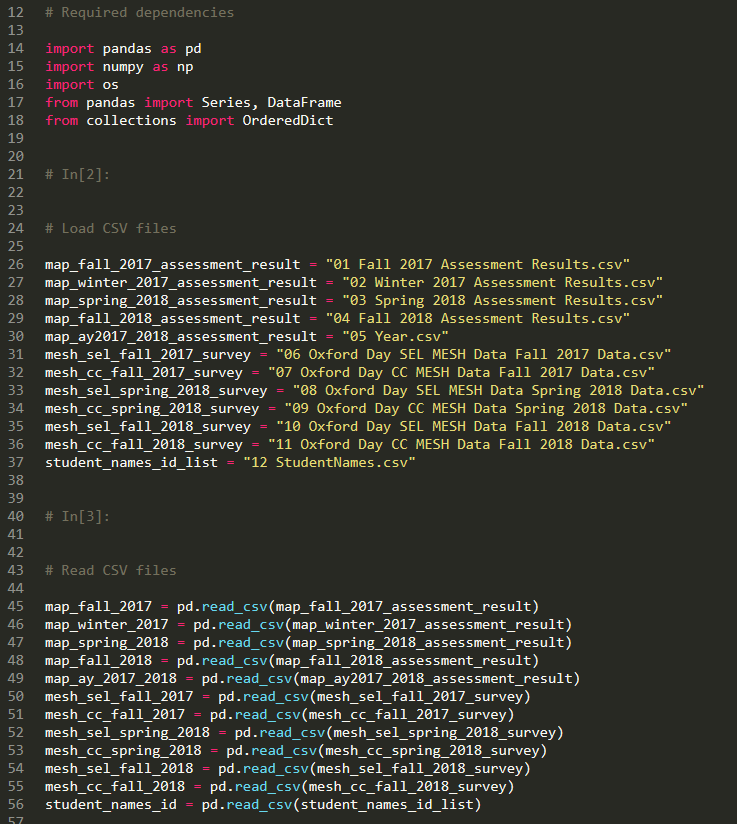 12 # Required dependencies
13
14 import pandas as pd
15 import numpy as np
16 import os
17 from pandas import Series, DataFrame
18 from collections import OrderedDict
19
20
21 # In[2]:
22
23
24 # Load CSV files
25
26 map_fall_2017_assessment_result = "01 Fall 2017 Assessment Results.csv"
27 map_winter_2017_assessment_result = "02 Winter 2017 Assessment Results.csv"
28 map_spring_2018_assessment_result = "03 Spring 2018 Assessment Results.csv"
29 map_fall_2018_assessment_result = "04 Fall 2018 Assessment Results.csv"
30 map_ay2017_2018_assessment_result = "05 Year.csv"
31 mesh_sel_fall_2017_survey = "06 Oxford Day SEL MESH Data Fall 2017 Data.csv"
32 mesh_cc_fall_2017_survey = "07 Oxford Day CC MESH Data Fall 2017 Data.csv"
33 mesh_sel_spring_2018_survey = "08 Oxford Day SEL MESH Data Spring 2018 Data.csv"
34 mesh_cc_spring_2018_survey = "09 Oxford Day CC MESH Data Spring 2018 Data.csv"
35 mesh_sel_fall_2018_survey = "10 Oxford Day SEL MESH Data Fall 2018 Data.csv"
36 mesh_cc_fall_2018_survey = "11 Oxford Day CC MESH Data Fall 2018 Data.csv"
37 student_names_id_list = "12 StudentNames.csv"
38
39
40 # In[3]:
41
42
43 # Read CSV files
44
45 map_fall_2017 = pd.read_csv(map_fall_2017_assessment_result)
46 map_winter_2017 = pd.read_csv(map_winter_2017_assessment_result)
47 map_spring_2018 = pd.read_csv(map_spring_2018_assessment_result)
48 map_fall_2018 = pd.read_csv(map_fall_2018_assessment_result)
49 map_ay_2017_2018 = pd.read_csv(map_ay2017_2018_assessment_result)
50 mesh_sel_fall_2017 = pd.read_csv(mesh_sel_fall_2017_survey)
51 mesh_cc_fall_2017 = pd.read_csv(mesh_cc_fall_2017_survey)
52 mesh_sel_spring_2018 = pd.read_csv(mesh_sel_spring_2018_survey)
53 mesh_cc_spring_2018 = pd.read_csv(mesh_cc_spring_2018_survey)
54 mesh_sel_fall_2018 = pd.read_csv(mesh_sel_fall_2018_survey)
55 mesh_cc_fall_2018 = pd.read_csv(mesh_cc_fall_2018_survey)
56 student_names_id = pd.read_csv(student_names_id_list)
57